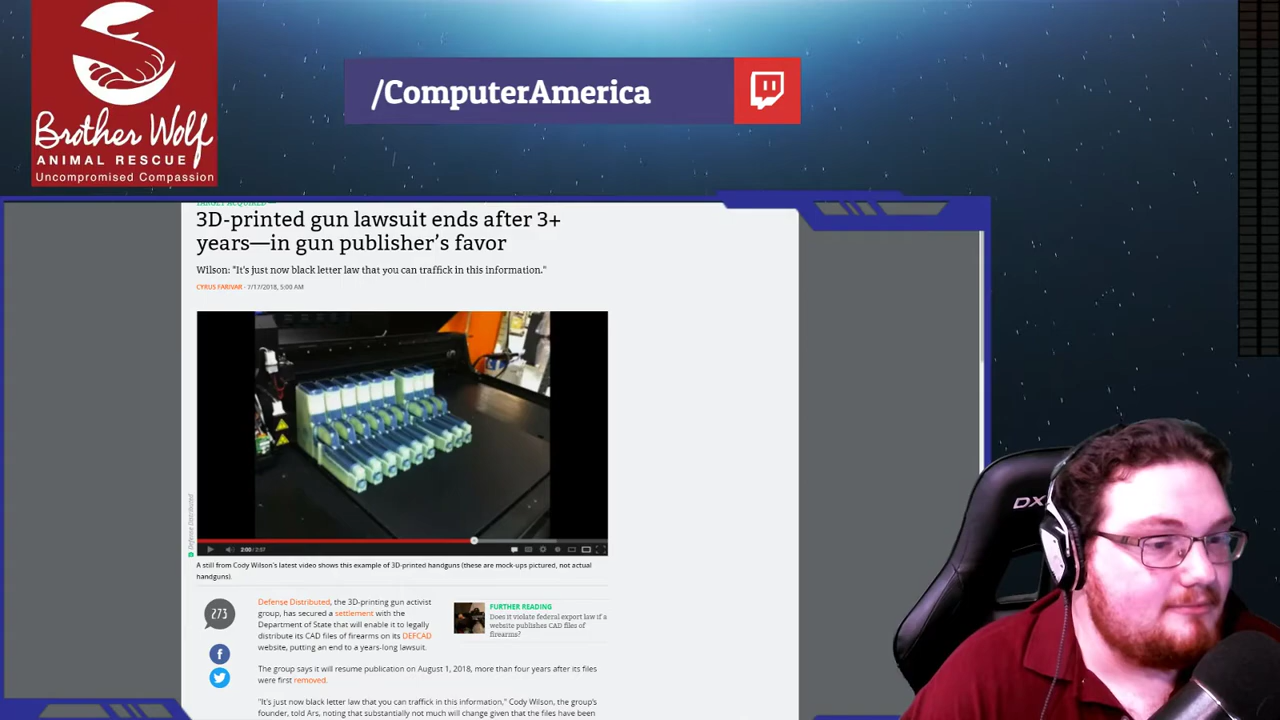 Brother Wolf
ANIMAL RESCUE
Uncompromised Compassion
/ComputerAmerica
TARGET ACQUIRED —
3D-printed gun lawsuit ends after 3+
years—in gun publisher's favor
Wilson: "It's just now black letter law that you can traffick in this information."
CYRUS FARIVAR - 7/17/2018, 5:00 AM
Defense Distributed
2:00 / 2:57
A still from Cody Wilson's latest video shows this example of 3D-printed handguns (these are mock-ups pictured, not actual
handguns).
273
Defense Distributed, the 3D-printing gun activist
group, has secured a settlement with the
Department of State that will enable it to legally
distribute its CAD files of firearms on its DEFCAD
website, putting an end to a years-long lawsuit.
FURTHER READING
Does it violate federal export law if a
website publishes CAD files of
firearms?
The group says it will resume publication on August 1, 2018, more than four years after its files
were first removed.
"It's just now black letter law that you can traffick in this information," Cody Wilson, the group's
founder, told Ars, noting that substantially not much will change given that the files have been
DX